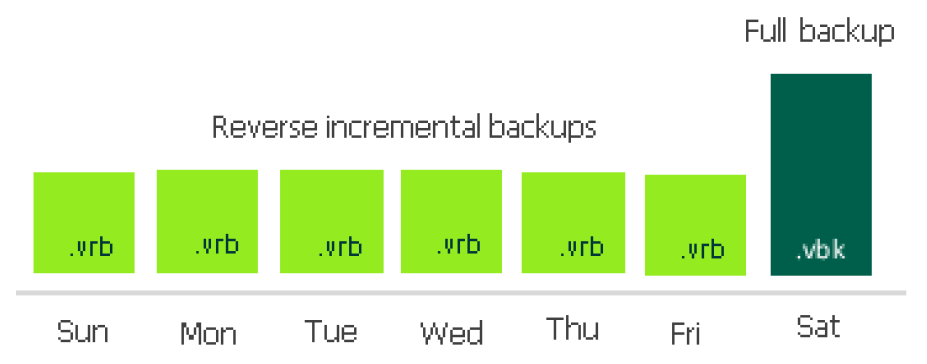 Full backup
Reverse incremental backups
.vrb .vrb .vrb .vrb .vrb .vrb .vbk
Sun Mon Tue Wed Thu Fri Sat